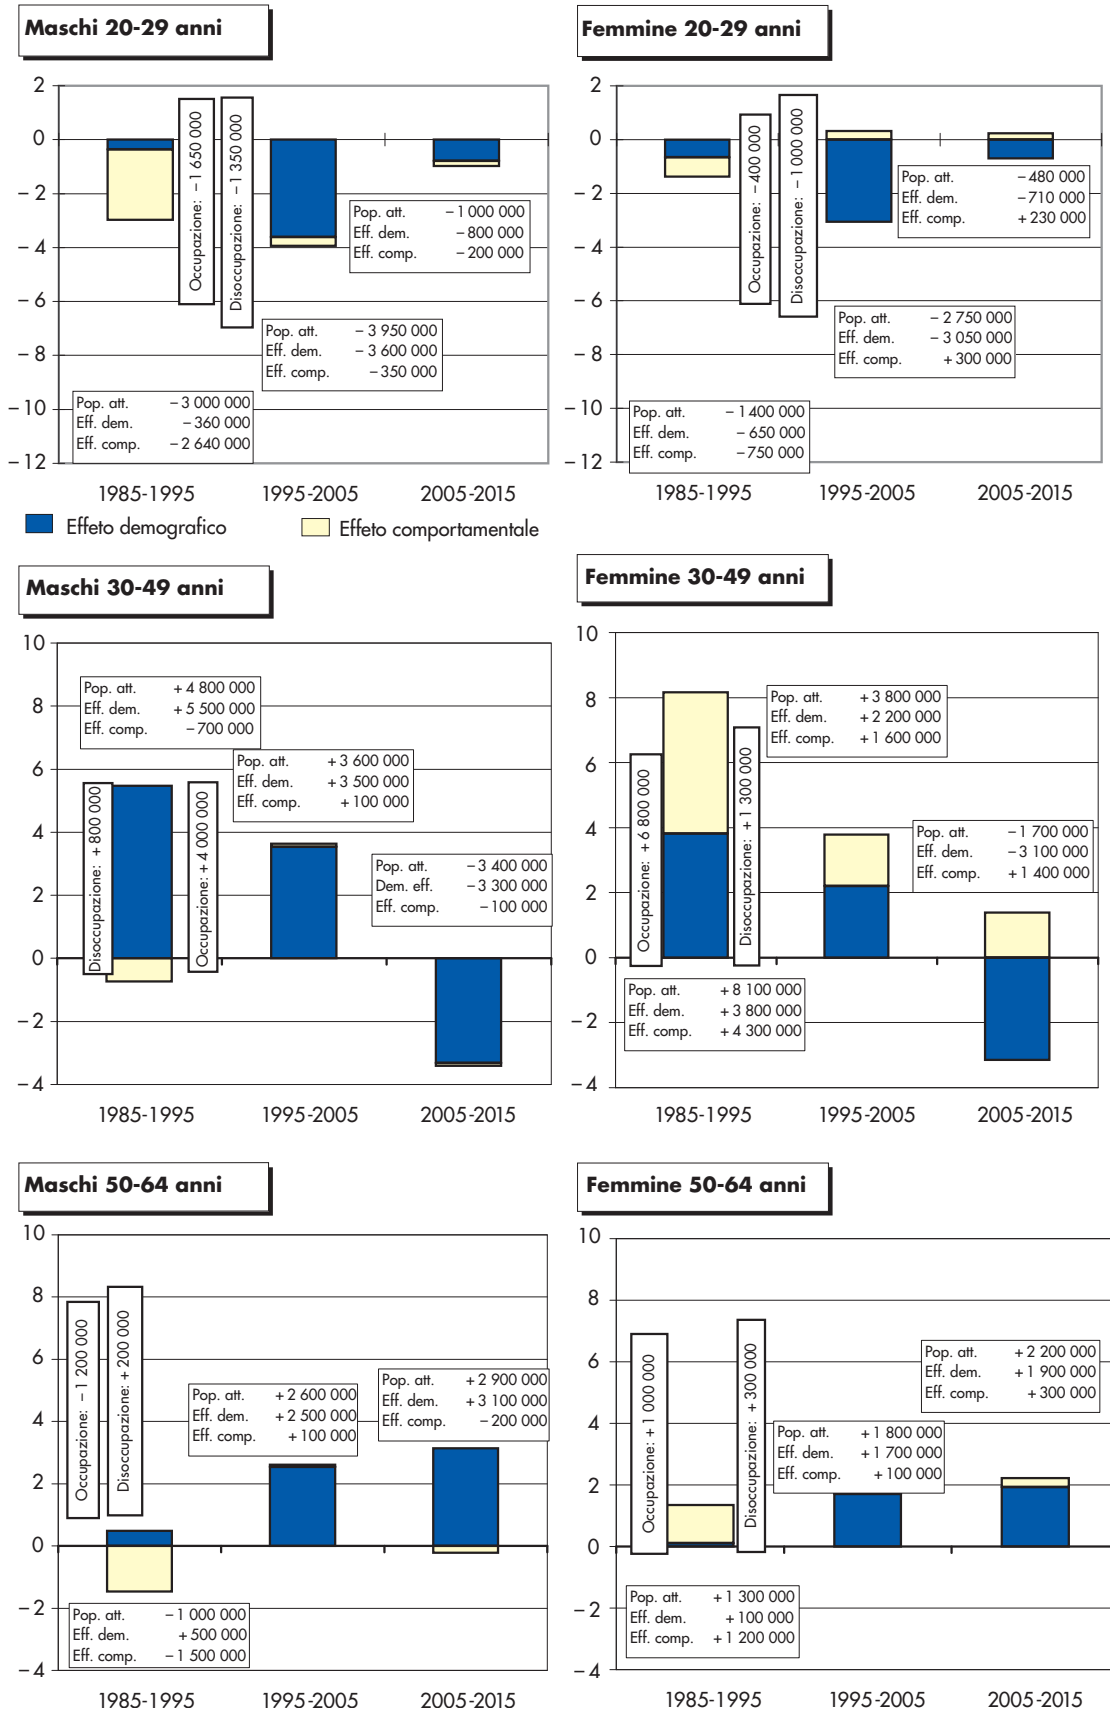 Maschi 20-29 anni
2
0
– 2
– 4
– 6
– 8
– 10
– 12
Occupazione: – 1 650 000
Disoccupazione: – 1 350 000
Pop. att. – 1 000 000
Eff. dem. – 800 000
Eff. comp. – 200 000
Pop. att. – 3 950 000
Eff. dem. – 3 600 000
Eff. comp. – 350 000
Pop. att. – 3 000 000
Eff. dem. – 360 000
Eff. comp. – 2 640 000
1985-1995 1995-2005 2005-2015
Femmine 20-29 anni
2
0
– 2
– 4
– 6
– 8
– 10
– 12
Occupazione: – 400 000
Disoccupazione: – 1 000 000
Pop. att. – 480 000
Eff. dem. – 710 000
Eff. comp. + 230 000
Pop. att. – 2 750 000
Eff. dem. – 3 050 000
Eff. comp. + 300 000
Pop. att. – 1 400 000
Eff. dem. – 650 000
Eff. comp. – 750 000
1985-1995 1995-2005 2005-2015
Effeto demografico Effeto comportamentale
Maschi 30-49 anni
10
8
6
4
2
0
– 2
– 4
Pop. att. + 4 800 000
Eff. dem. + 5 500 000
Eff. comp. – 700 000
Pop. att. + 3 600 000
Eff. dem. + 3 500 000
Eff. comp. + 100 000
Disoccupazione: + 800 000
Occupazione: + 4 000 000
Pop. att. – 3 400 000
Dem. eff. – 3 300 000
Eff. comp. – 100 000
1985-1995 1995-2005 2005-2015
Femmine 30-49 anni
10
8
6
4
2
0
– 2
– 4
Pop. att. + 3 800 000
Eff. dem. + 2 200 000
Eff. comp. + 1 600 000
Occupazione: + 6 800 000
Disoccupazione: + 1 300 000
Pop. att. – 1 700 000
Eff. dem. – 3 100 000
Eff. comp. + 1 400 000
Pop. att. + 8 100 000
Eff. dem. + 3 800 000
Eff. comp. + 4 300 000
1985-1995 1995-2005 2005-2015
Maschi 50-64 anni
10
8
6
4
2
0
– 2
– 4
Occupazione: – 1 200 000
Disoccupazione: + 200 000
Pop. att. + 2 600 000
Eff. dem. + 2 500 000
Eff. comp. + 100 000
Pop. att. + 2 900 000
Eff. dem. + 3 100 000
Eff. comp. – 200 000
Pop. att. – 1 000 000
Eff. dem. + 500 000
Eff. comp. – 1 500 000
1985-1995 1995-2005 2005-2015
Femmine 50-64 anni
10
8
6
4
2
0
– 2
– 4
Occupazione: + 1 000 000
Disoccupazione: + 300 000
Pop. att. + 2 200 000
Eff. dem. + 1 900 000
Eff. comp. + 300 000
Pop. att. + 1 800 000
Eff. dem. + 1 700 000
Eff. comp. + 100 000
Pop. att. + 1 300 000
Eff. dem. + 100 000
Eff. comp. + 1 200 000
1985-1995 1995-2005 2005-2015